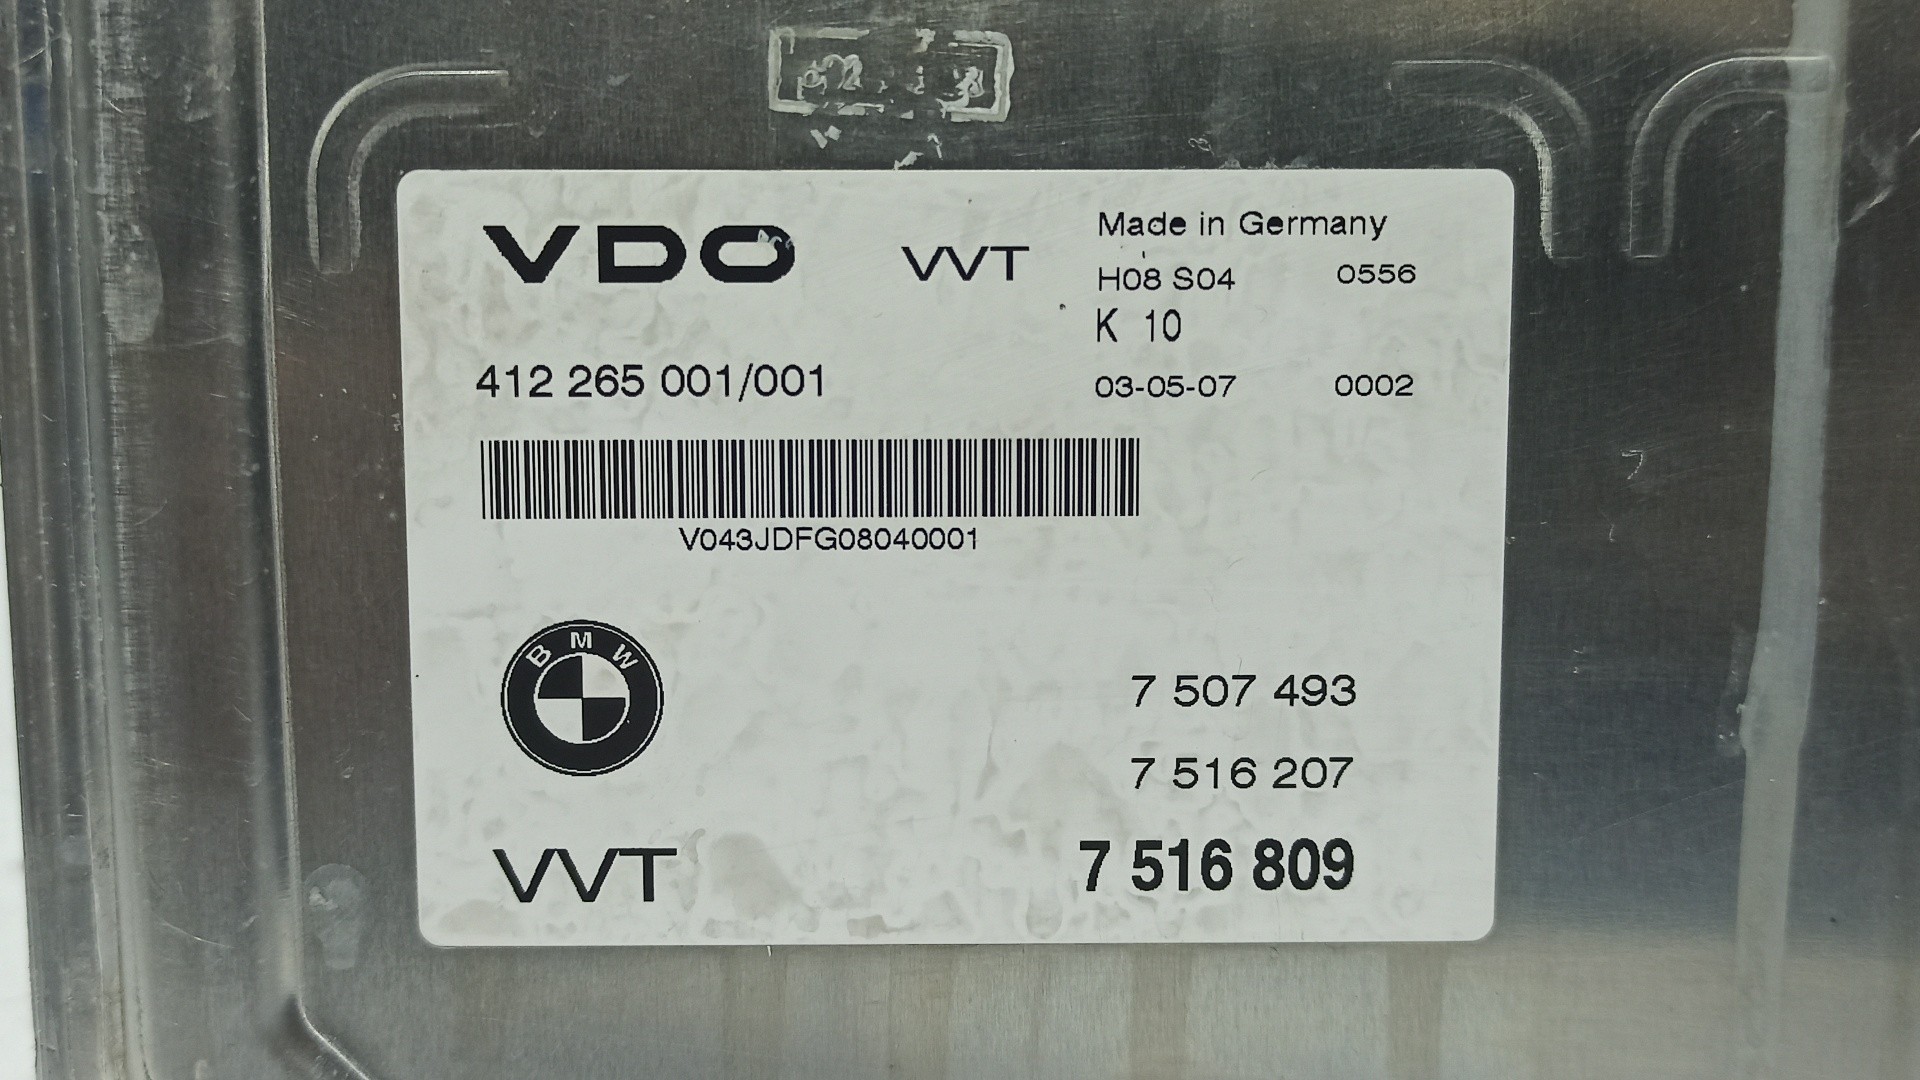 VDO VVT Made in Germany
H08 S04 0556
K 10
412 265 001/001 03-05-07 0002
V043JDFG08040001
BMW
7 507 493
7 516 207
VVT 7 516 809